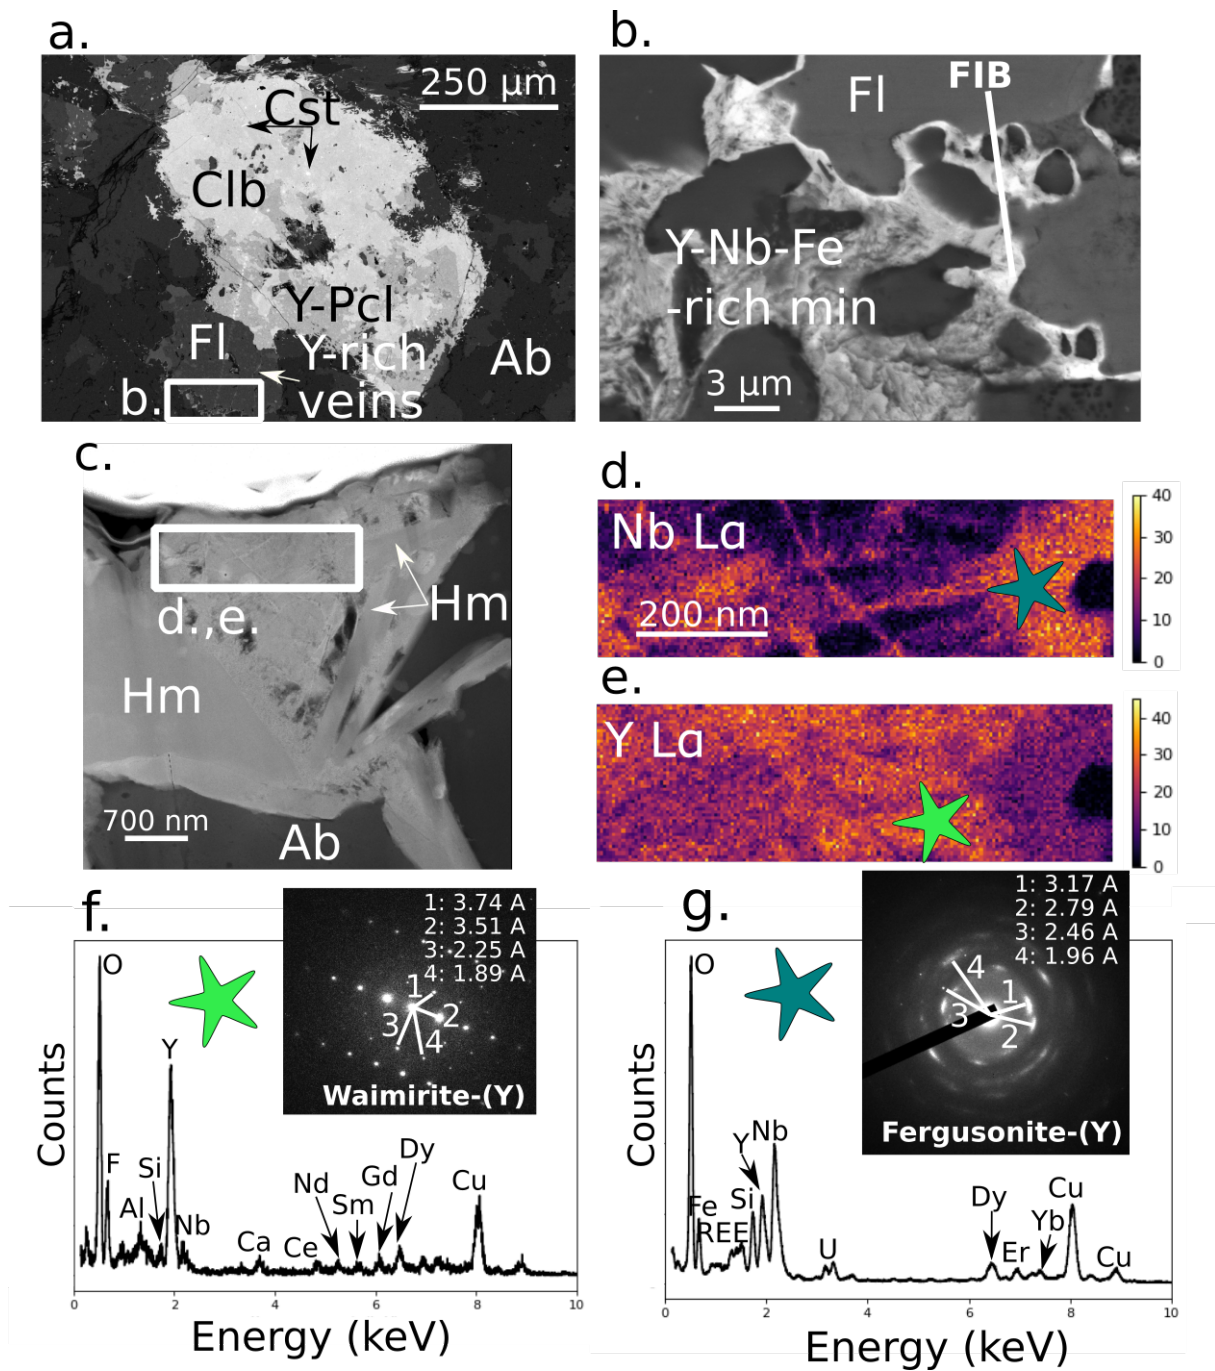 a.
250 µm
Cst
Clb
Y-Pcl
Fl
Y-rich
veins
Ab
b.
b.
Fl
FIB
Y-Nb-Fe
-rich min
3 µm
c.
d.,e.
Hm
Hm
700 nm
Ab
d.
Nb La
200 nm
40
30
20
10
0
e.
Y La
40
30
20
10
0
f.
1: 3.74 A
2: 3.51 A
3: 2.25 A
4: 1.89 A
1
2
3
4
Waimirite-(Y)
O
F
Al
Si
Y
Nb
Ca
Ce
Nd
Sm
Gd
Dy
Cu
Counts
0 2 4 6 8 10
Energy (keV)
g.
1: 3.17 A
2: 2.79 A
3: 2.46 A
4: 1.96 A
4
1
3
2
Fergusonite-(Y)
O
Fe
REE
Si
Y
Nb
U
Dy
Er
Yb
Cu
Cu
Counts
0 2 4 6 8 10
Energy (keV)